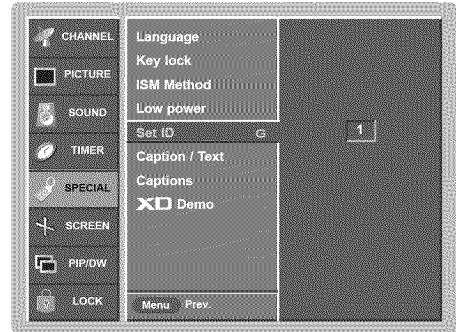 CHANNEL
PICTURE
SOUND
TIMER
SPECIAL
SCREEN
PIP/DW
LOCK
Language
Key lock
ISM Method
Low power
Set ID G
Caption / Text
Captions
XD Demo
Menu Prev.
1